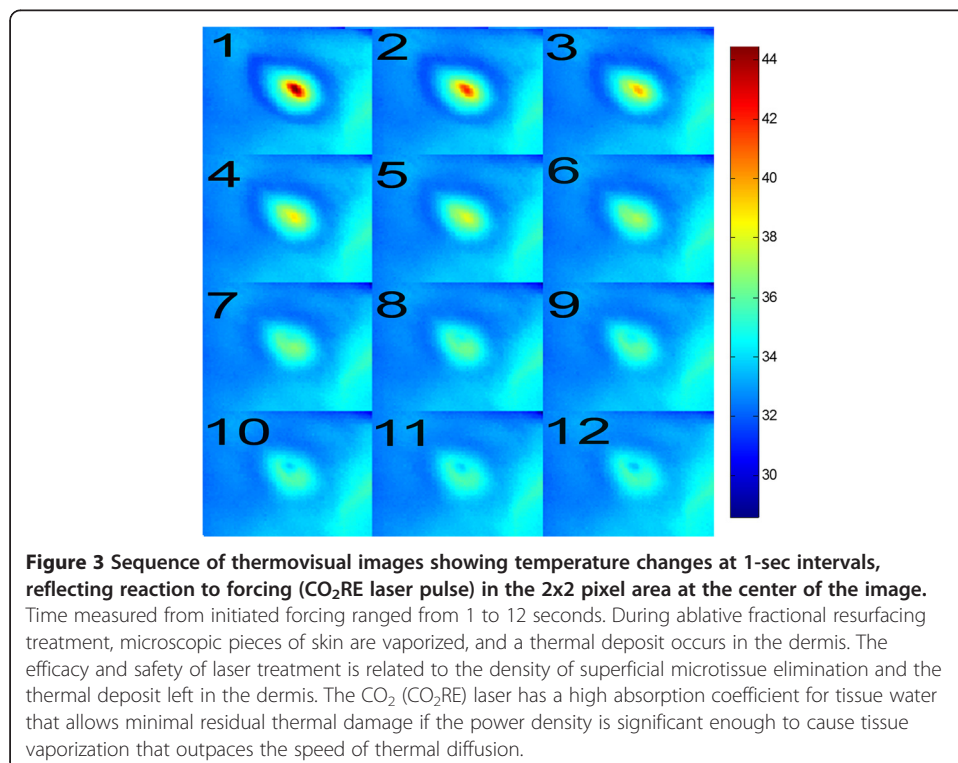 1 2 3
4 5 6
7 8 9
10 11 12
44
42
40
38
36
34
32
30
Figure 3 Sequence of thermovisual images showing temperature changes at 1-sec intervals,
reflecting reaction to forcing (CO₂RE laser pulse) in the 2x2 pixel area at the center of the image.
Time measured from initiated forcing ranged from 1 to 12 seconds. During ablative fractional resurfacing
treatment, microscopic pieces of skin are vaporized, and a thermal deposit occurs in the dermis. The
efficacy and safety of laser treatment is related to the density of superficial microtissue elimination and the
thermal deposit left in the dermis. The CO₂ (CO₂RE) laser has a high absorption coefficient for tissue water
that allows minimal residual thermal damage if the power density is significant enough to cause tissue
vaporization that outpaces the speed of thermal diffusion.